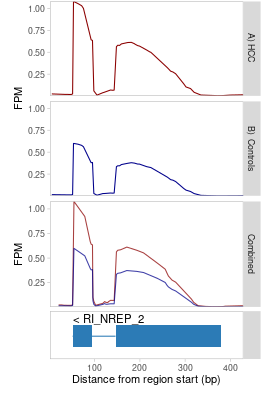 1.00
0.75
0.50
0.25
FPM
A) HCC
1.00
0.75
0.50
0.25
B) Controls
1.00
0.75
0.50
0.25
FPM
Combined
< RI_NREP_2
100
200
300
400
Distance from region start (bp)